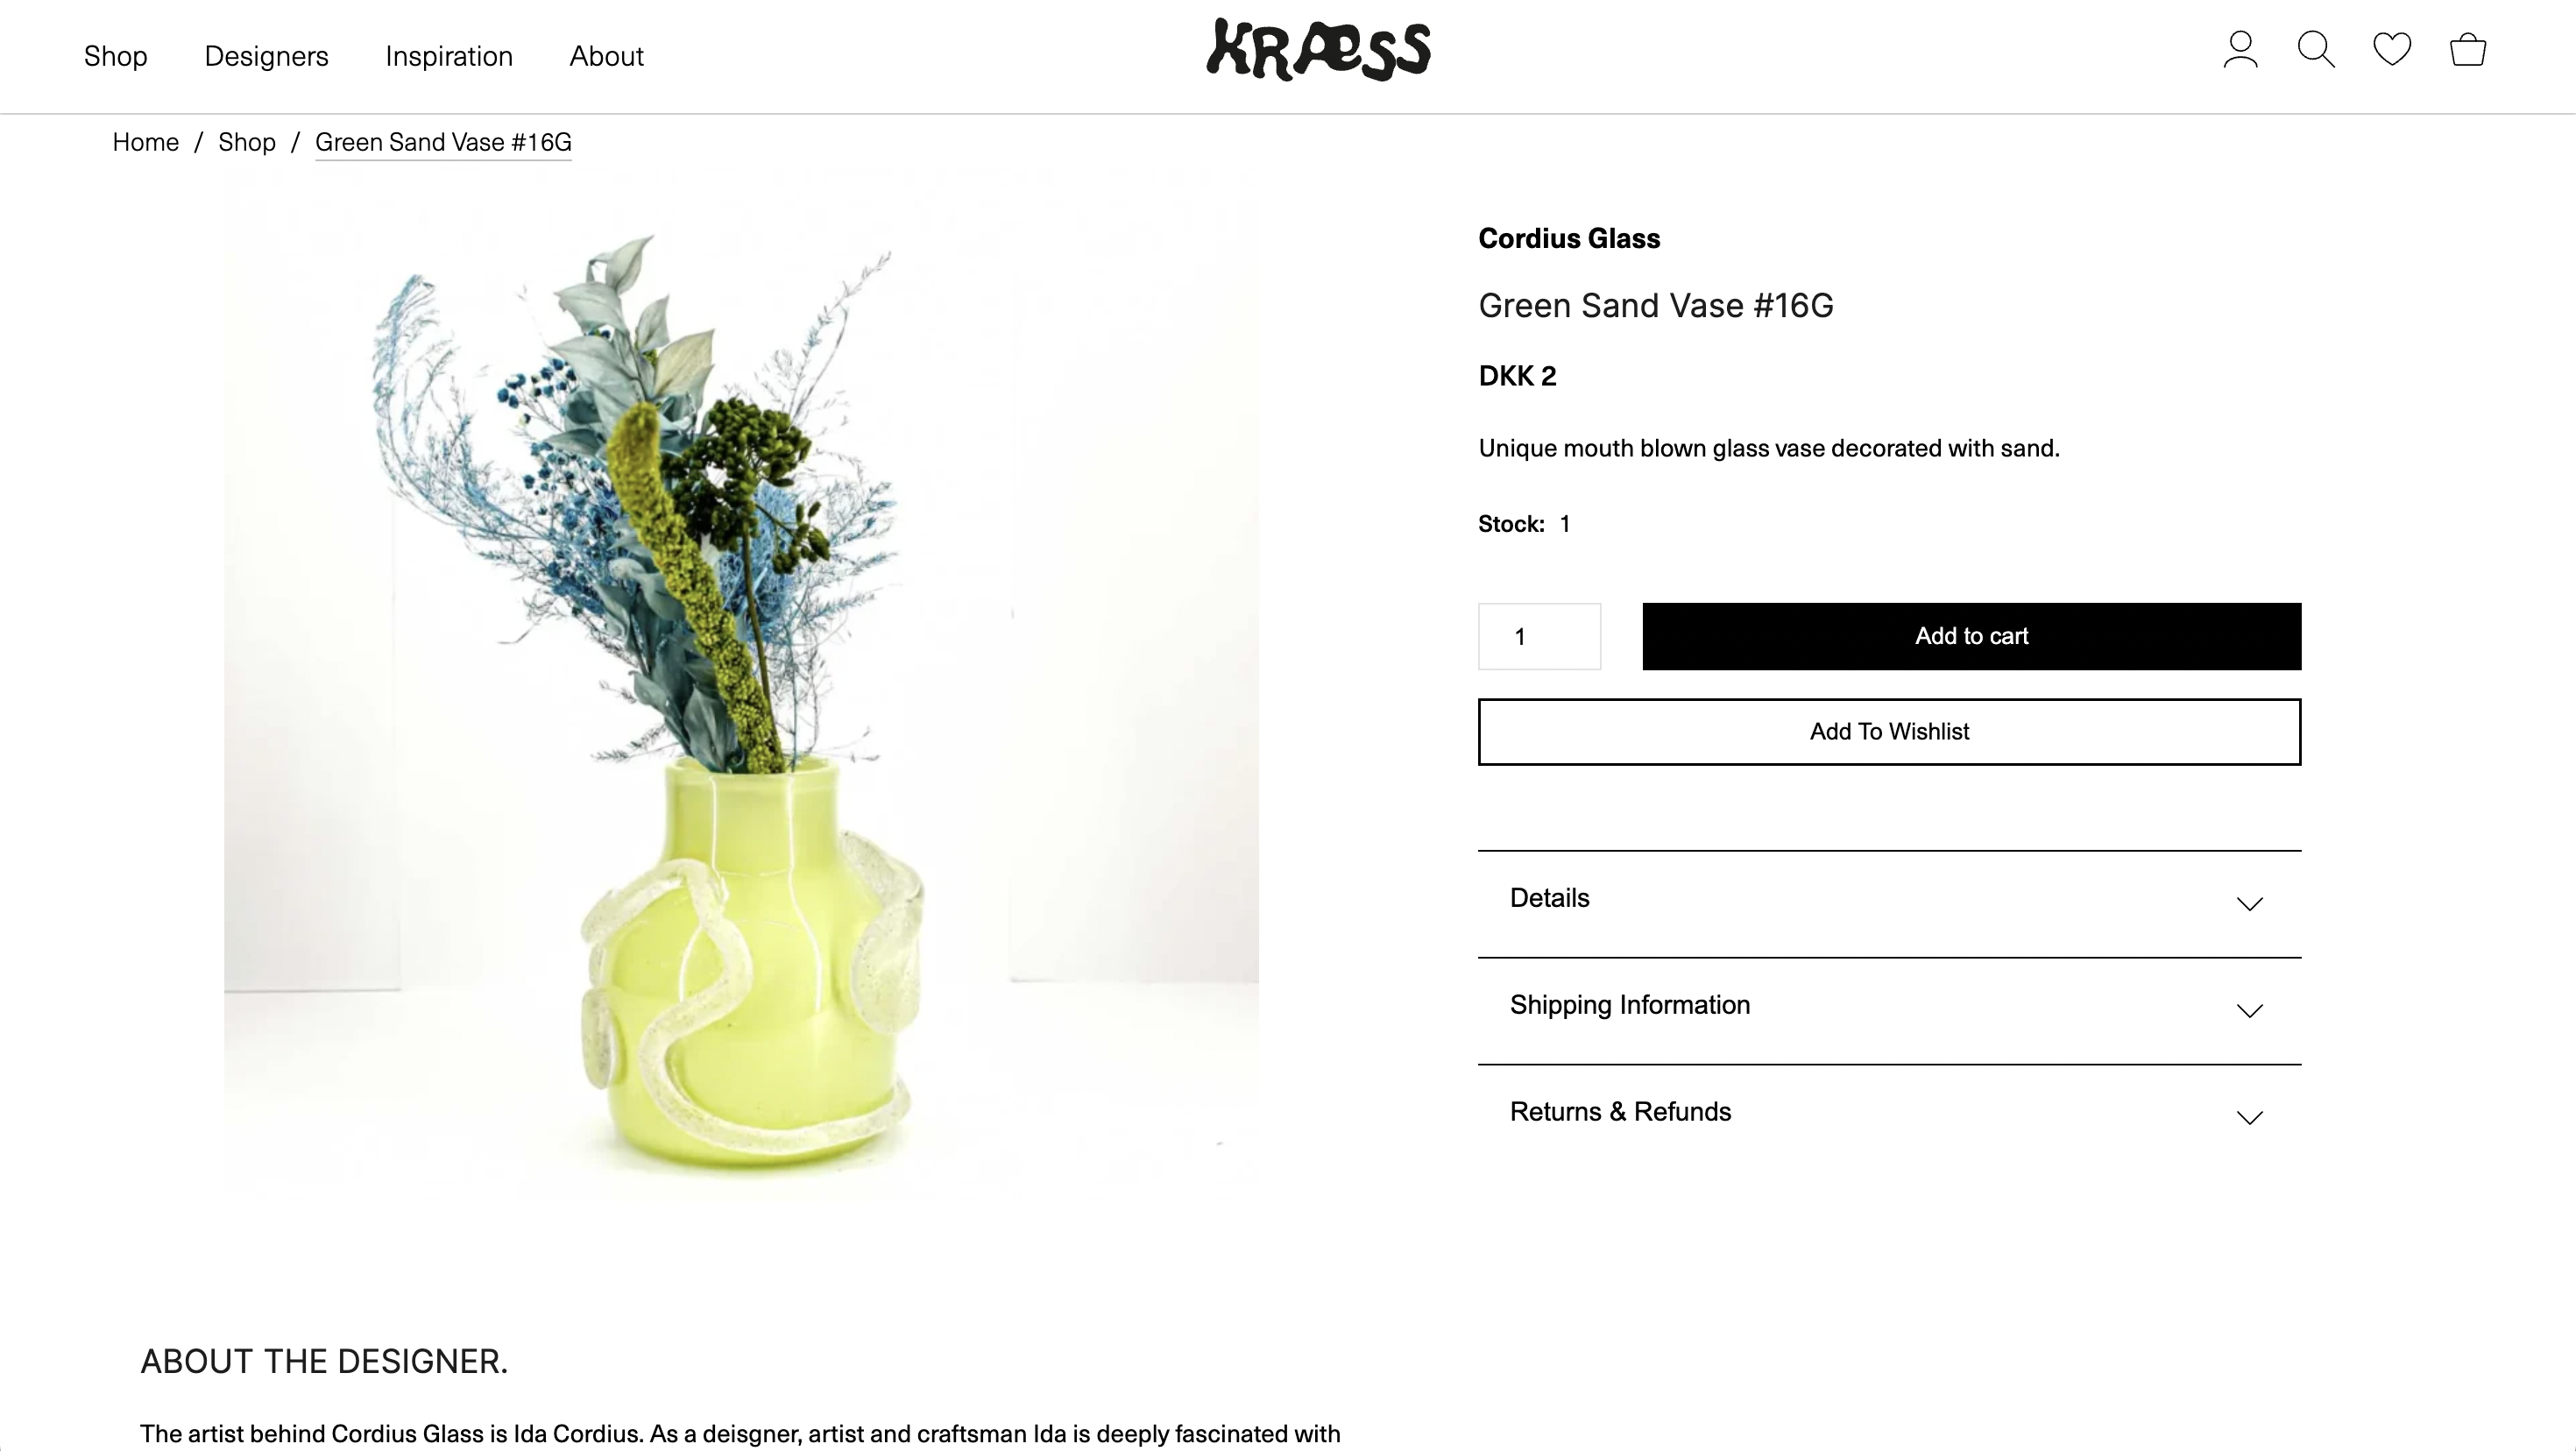 Shop Designers Inspiration About
KRÆSS
Home / Shop / Green Sand Vase #16G
Cordius Glass
Green Sand Vase #16G
DKK 2
Unique mouth blown glass vase decorated with sand.
Stock: 1
1 Add to cart
Add To Wishlist
Details
Shipping Information
Returns & Refunds
ABOUT THE DESIGNER.
The artist behind Cordius Glass is Ida Cordius. As a deisgner, artist and craftsman Ida is deeply fascinated with